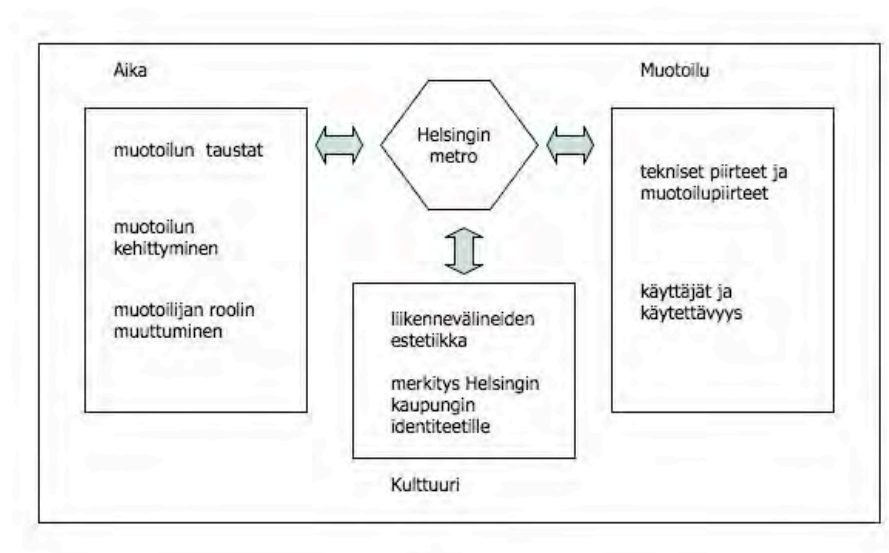 Aika
muotoilun taustat
muotoilun
kehittyminen
muotoilijan roolin
muuttuminen
Helsingin
metro
liikennevälineiden
estetiikka
merkitys Helsingin
kaupungin
identiteetille
Kulttuuri
Muotoilu
tekniset piirteet ja
muotoilupiirteet
käyttäjät ja
käytettävyys